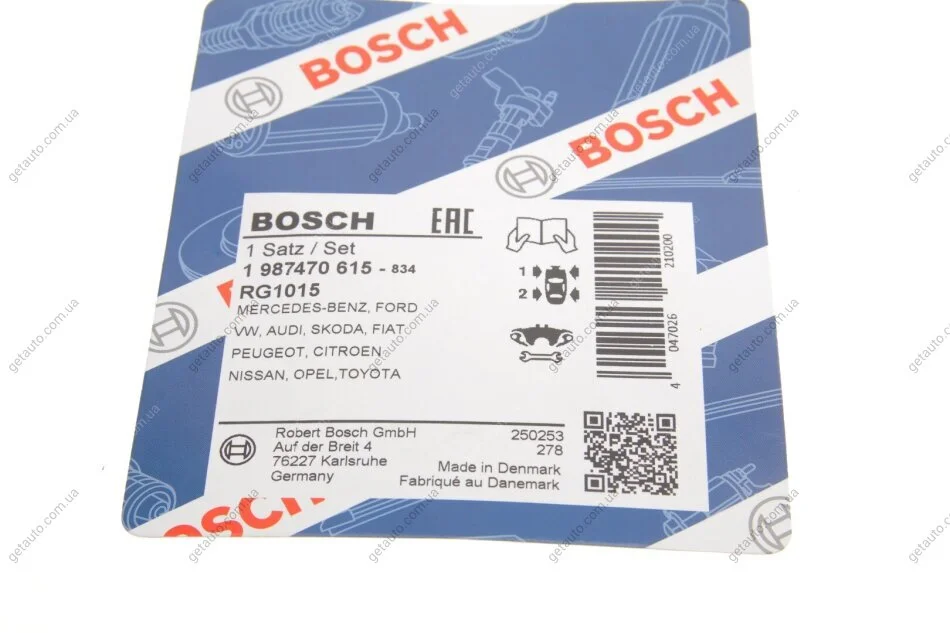 BOSCH
BOSCH
BOSCH EAC
1 Satz / Set
1 987470 615 - 834
RG1015
MERCEDES-BENZ, FORD
VW, AUDI, SKODA, FIAT
PEUGEOT, CITROEN
NISSAN, OPEL,TOYOTA
1
2
4 047026 210200
Robert Bosch GmbH
Auf der Breit 4
76227 Karlsruhe
Germany
250253
278
Made in Denmark
Fabriqué au Danemark
BOSCH
getauto.com.ua